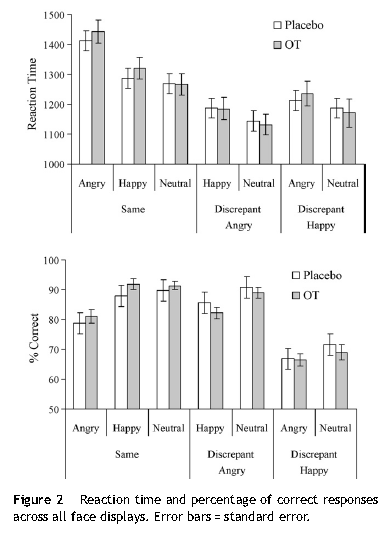 1500
1400
1300
1200
1100
1000
Reaction Time
Placebo
OT
Angry Happy Neutral Happy Neutral Angry Neutral
Same Discrepant Angry Discrepant Happy
100
90
80
70
60
50
% Correct
Placebo
OT
Angry Happy Neutral Happy Neutral Angry Neutral
Same Discrepant Angry Discrepant Happy
Figure 2 Reaction time and percentage of correct responses
across all face displays. Error bars = standard error.